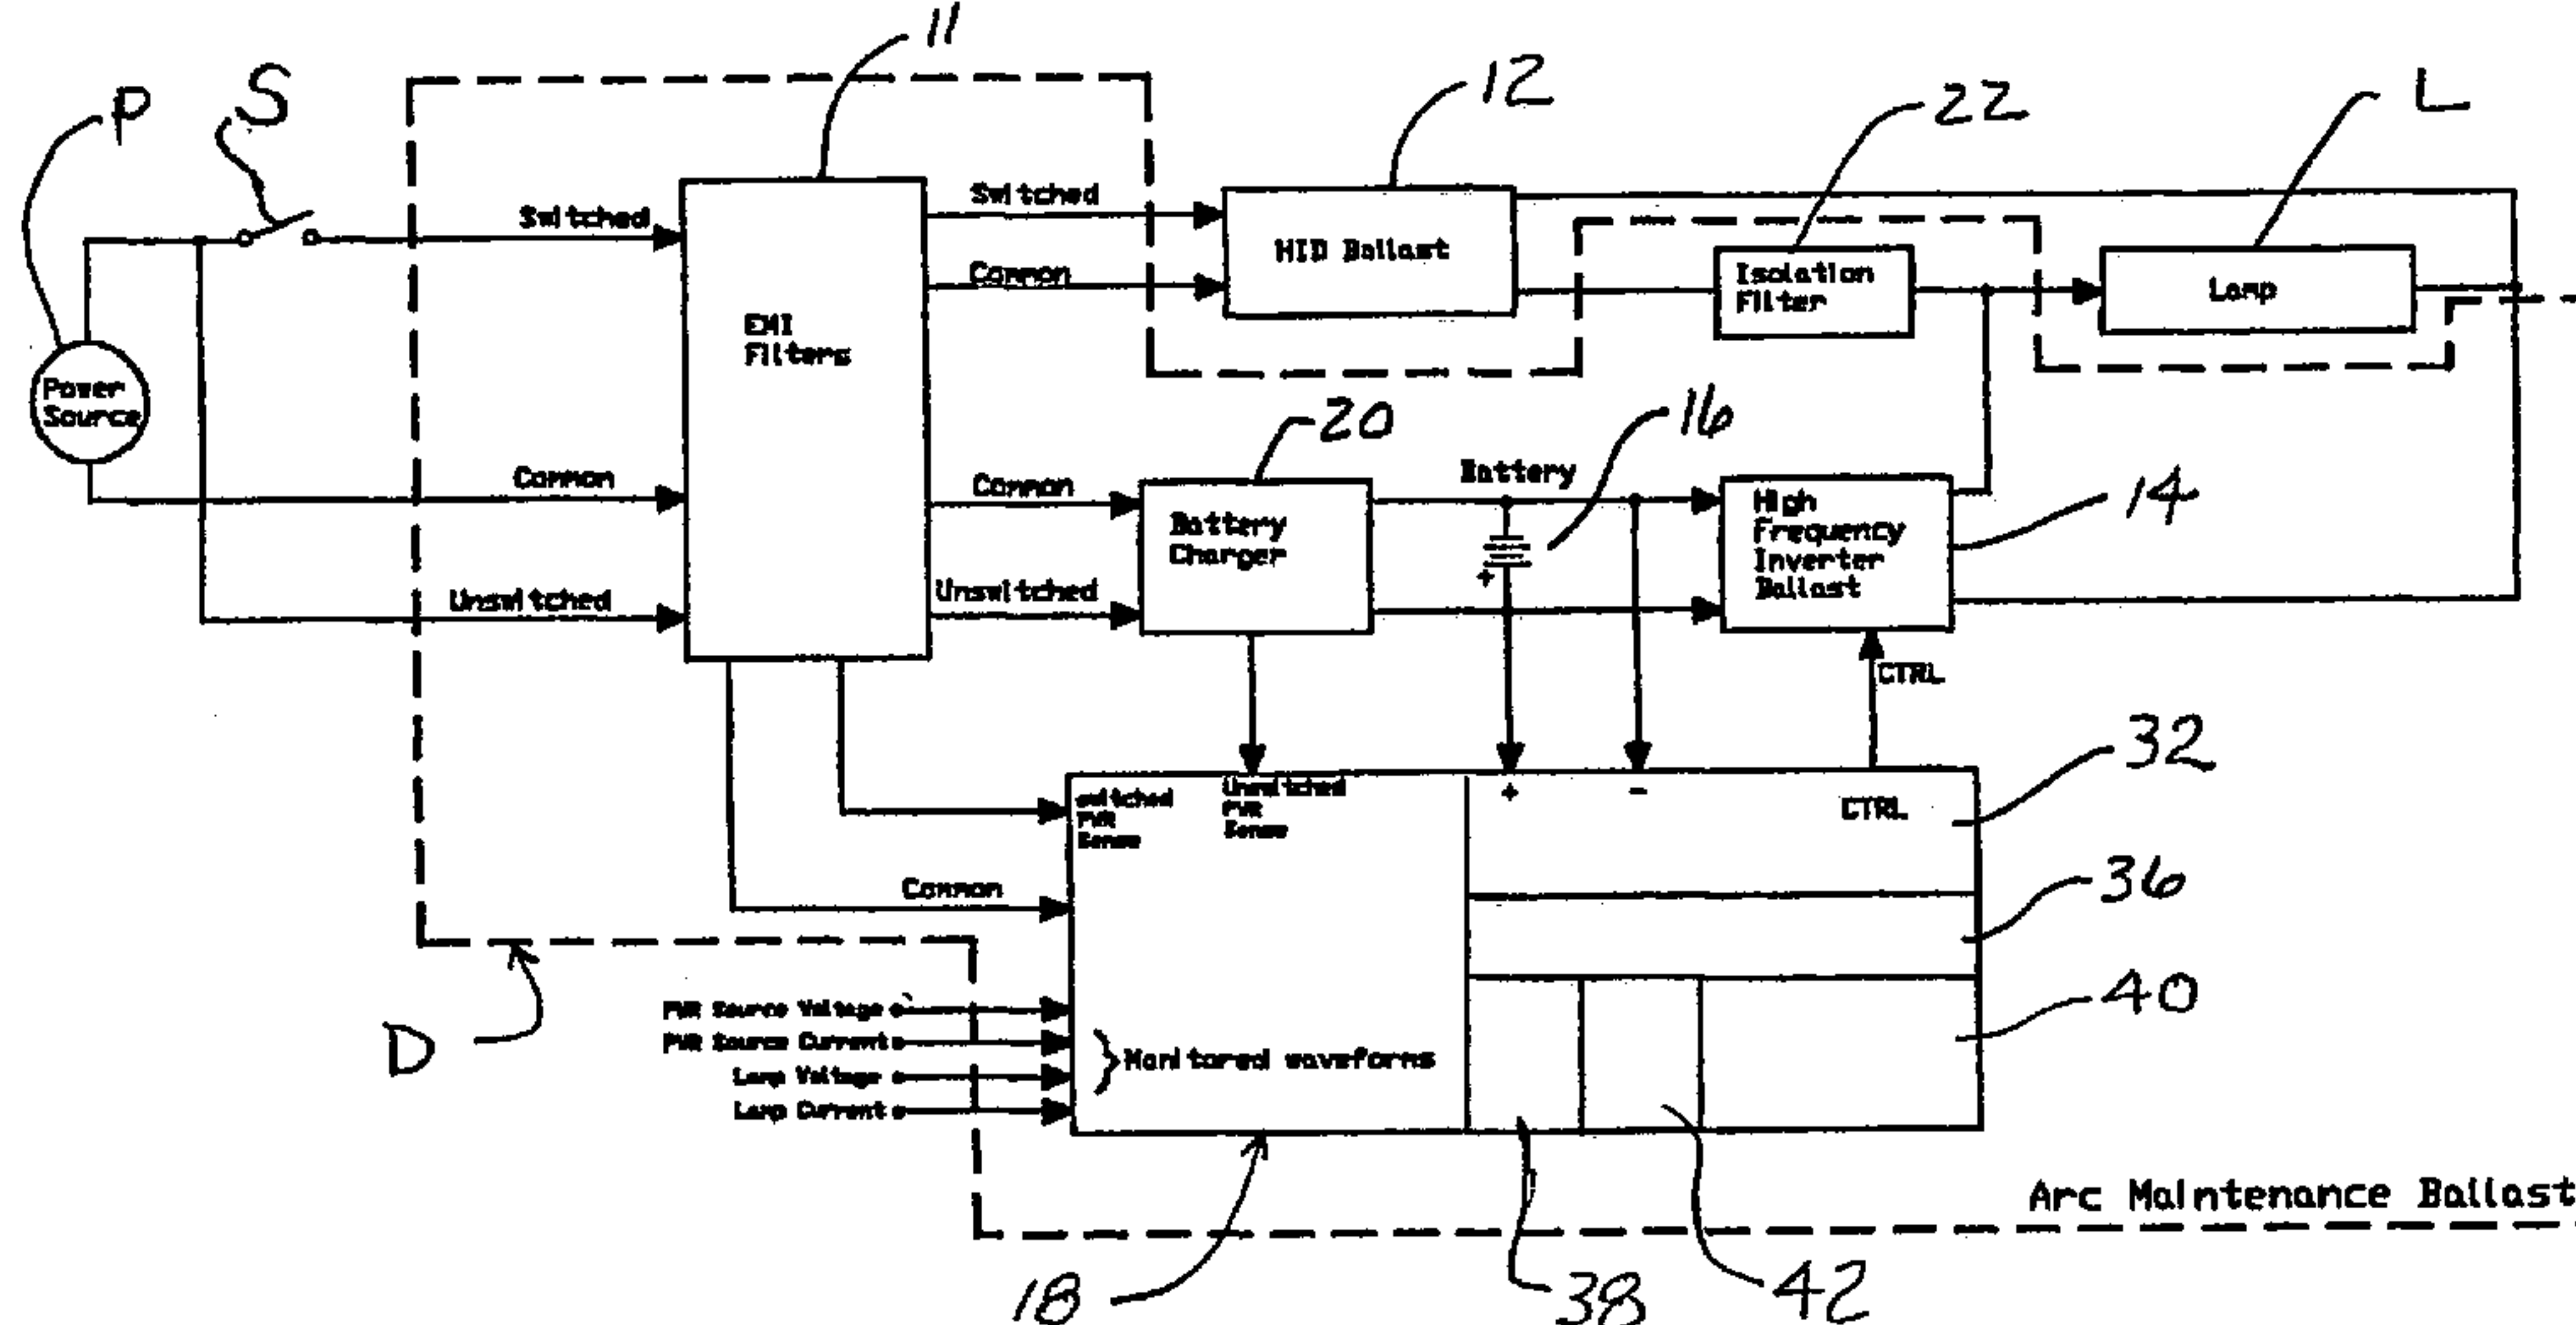 11
P
S
12
22
L
Switched
Switched
Common
HID Ballast
Isolation
Filter
Lamp
EMI
Filters
Power
Source
20
16
Common
Common
Battery
Battery
Charger
High
Frequency
Inverter
Ballast
14
+
Unswitched
Unswitched
CTRL
32
switched
PWR
Sense
Unswitched
PWR
Sense
+
-
CTRL
Common
36
PWR Source Voltage
PWR Source Current
Lamp Voltage
Lamp Current
Monitored waveforms
40
D
Arc Maintenance Ballast
18
38
42